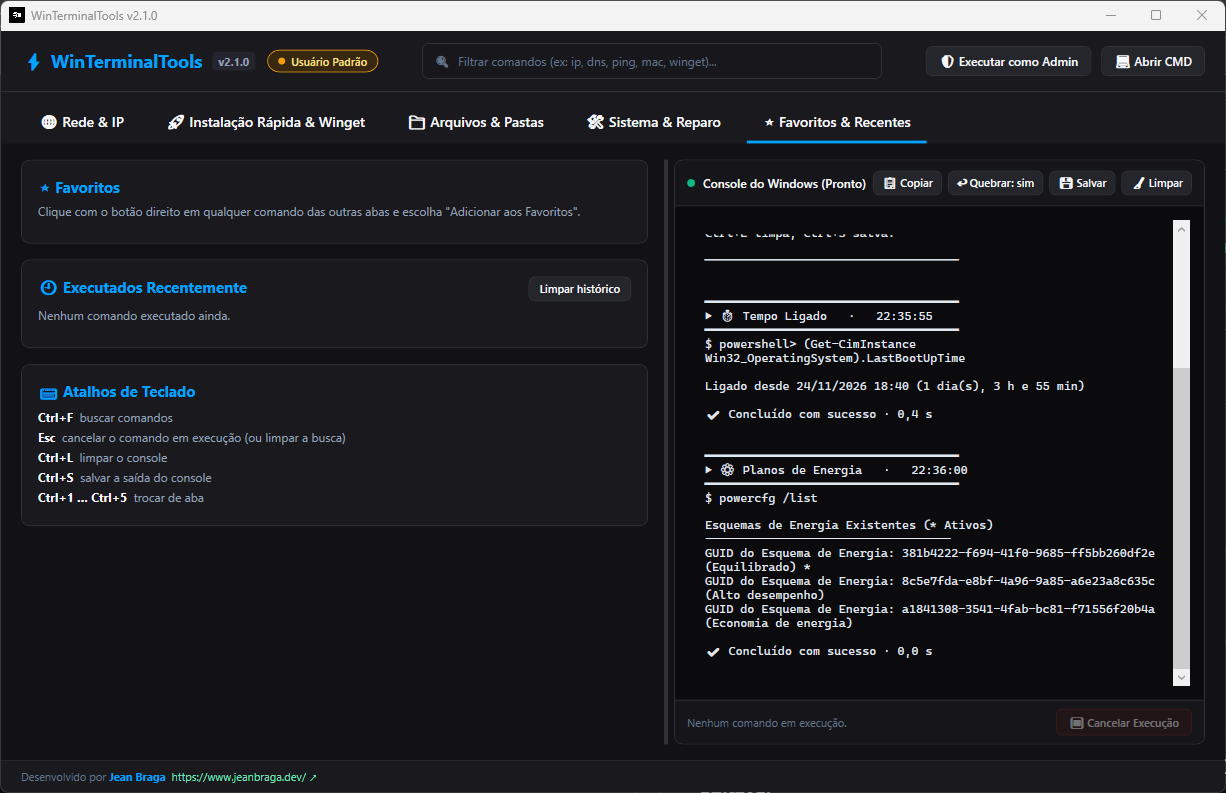 WinTerminalTools v2.1.0
WinTerminalTools v2.1.0 Usuário Padrão
Filtrar comandos (ex: ip, dns, ping, mac, winget)...
Executar como Admin
Abrir CMD
Rede & IP
Instalação Rápida & Winget
Arquivos & Pastas
Sistema & Reparo
★ Favoritos & Recentes
★ Favoritos
Clique com o botão direito em qualquer comando das outras abas e escolha "Adicionar aos Favoritos".
Executados Recentemente
Limpar histórico
Nenhum comando executado ainda.
Atalhos de Teclado
Ctrl+F buscar comandos
Esc cancelar o comando em execução (ou limpar a busca)
Ctrl+L limpar o console
Ctrl+S salvar a saída do console
Ctrl+1 ... Ctrl+5 trocar de aba
Console do Windows (Pronto)
Copiar
Quebrar: sim
Salvar
Limpar
Ctrl+L limpa, Ctrl+S salva.
Tempo Ligado · 22:35:55
$ powershell> (Get-CimInstance
Win32_OperatingSystem).LastBootUpTime
Ligado desde 24/11/2026 18:40 (1 dia(s), 3 h e 55 min)
✔ Concluído com sucesso · 0,4 s
Planos de Energia · 22:36:00
$ powercfg /list
Esquemas de Energia Existentes (* Ativos)
GUID do Esquema de Energia: 381b4222-f694-41f0-9685-ff5bb260df2e
(Equilibrado) *
GUID do Esquema de Energia: 8c5e7fda-e8bf-4a96-9a85-a6e23a8c635c
(Alto desempenho)
GUID do Esquema de Energia: a1841308-3541-4fab-bc81-f71556f20b4a
(Economia de energia)
✔ Concluído com sucesso · 0,0 s
Nenhum comando em execução.
Cancelar Execução
Desenvolvido por Jean Braga https://www.jeanbraga.dev/ ↗